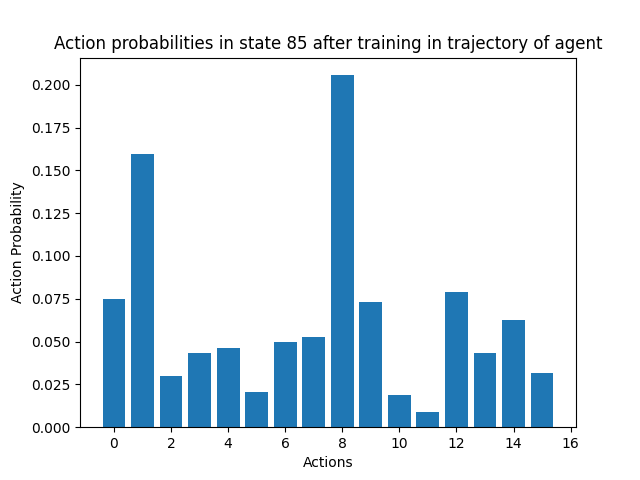 Action probabilities in state 85 after training in trajectory of agent
0.200
0.175
0.150
0.125
0.100
0.075
0.050
0.025
0.000
Action Probability
0 2 4 6 8 10 12 14 16
Actions